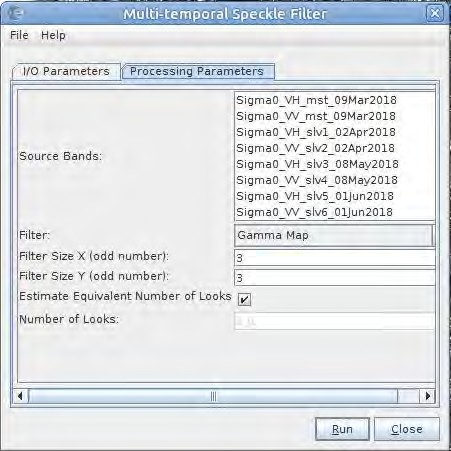 Multi-temporal Speckle Filter
File Help
I/O Parameters Processing Parameters
Source Bands:
Sigma0_VH_mst_09Mar2018
Sigma0_VV_mst_09Mar2018
Sigma0_VH_slv1_02Apr2018
Sigma0_VV_slv2_02Apr2018
Sigma0_VH_slv3_08May2018
Sigma0_VV_slv4_08May2018
Sigma0_VH_slv5_01Jun2018
Sigma0_VV_slv6_01Jun2018
Filter: Gamma Map
Filter Size X (odd number): 3
Filter Size Y (odd number): 3
Estimate Equivalent Number of Looks
Number of Looks:
Run Close